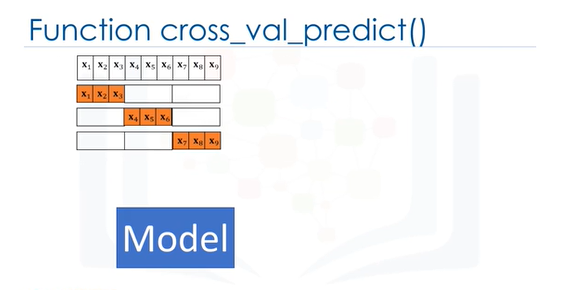 Function cross_val_predict()
x₁ x₂ x₃ x₄ x₅ x₆ x₇ x₈ x₉
x₁ x₂ x₃
x₄ x₅ x₆
x₇ x₈ x₉
Model